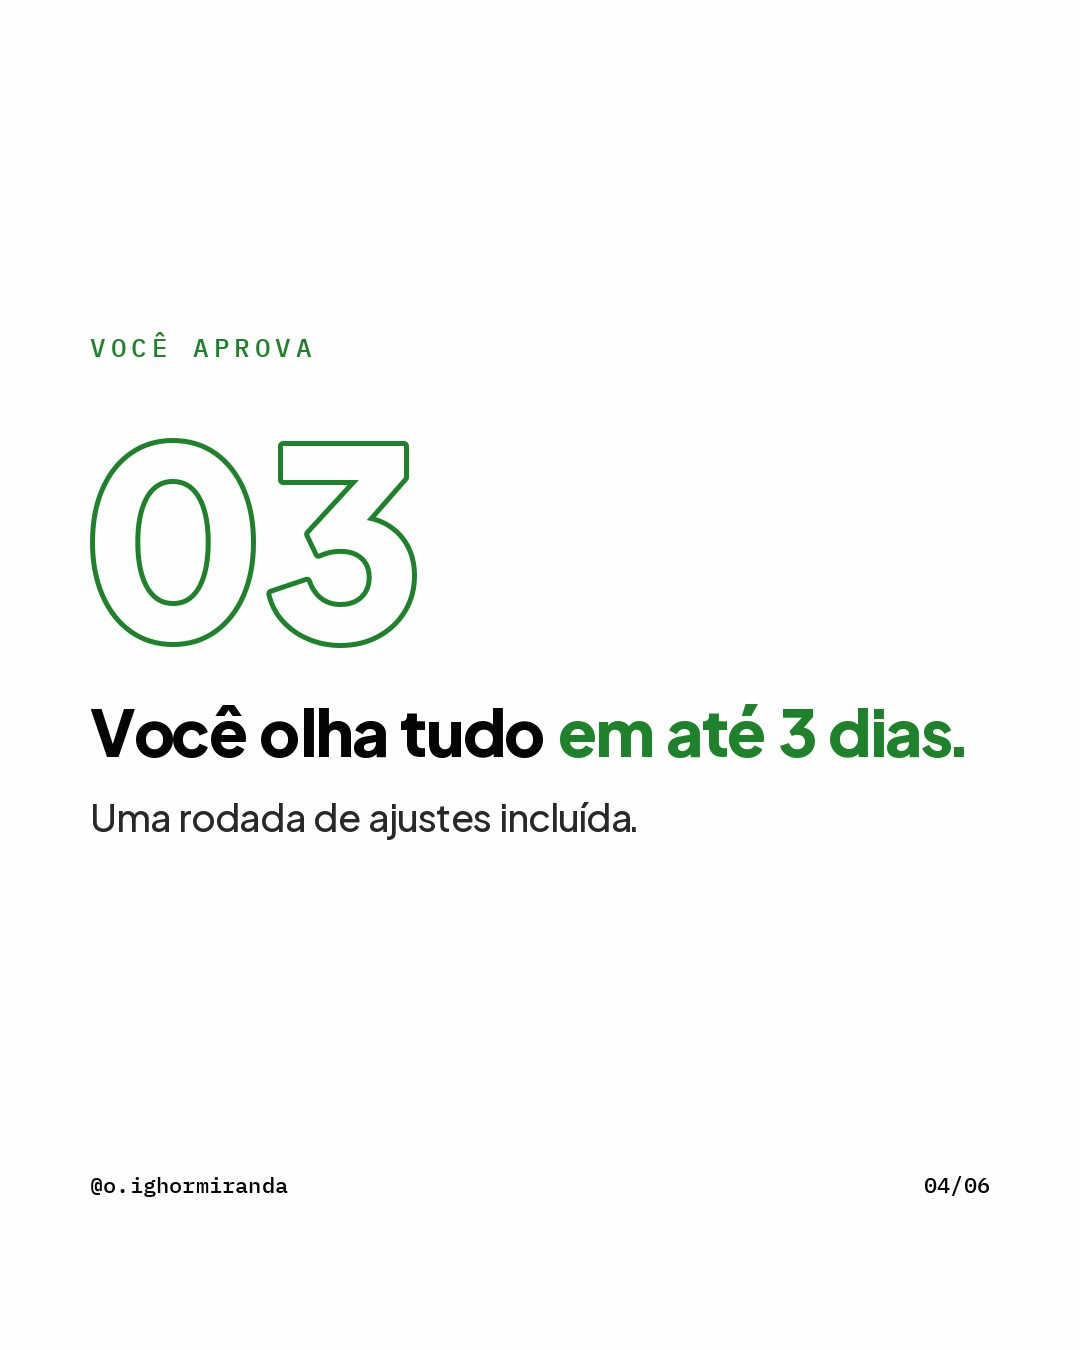 VOCÊ APROVA
03
Você olha tudo em até 3 dias.
Uma rodada de ajustes incluída.
@o.ighormiranda
04/06